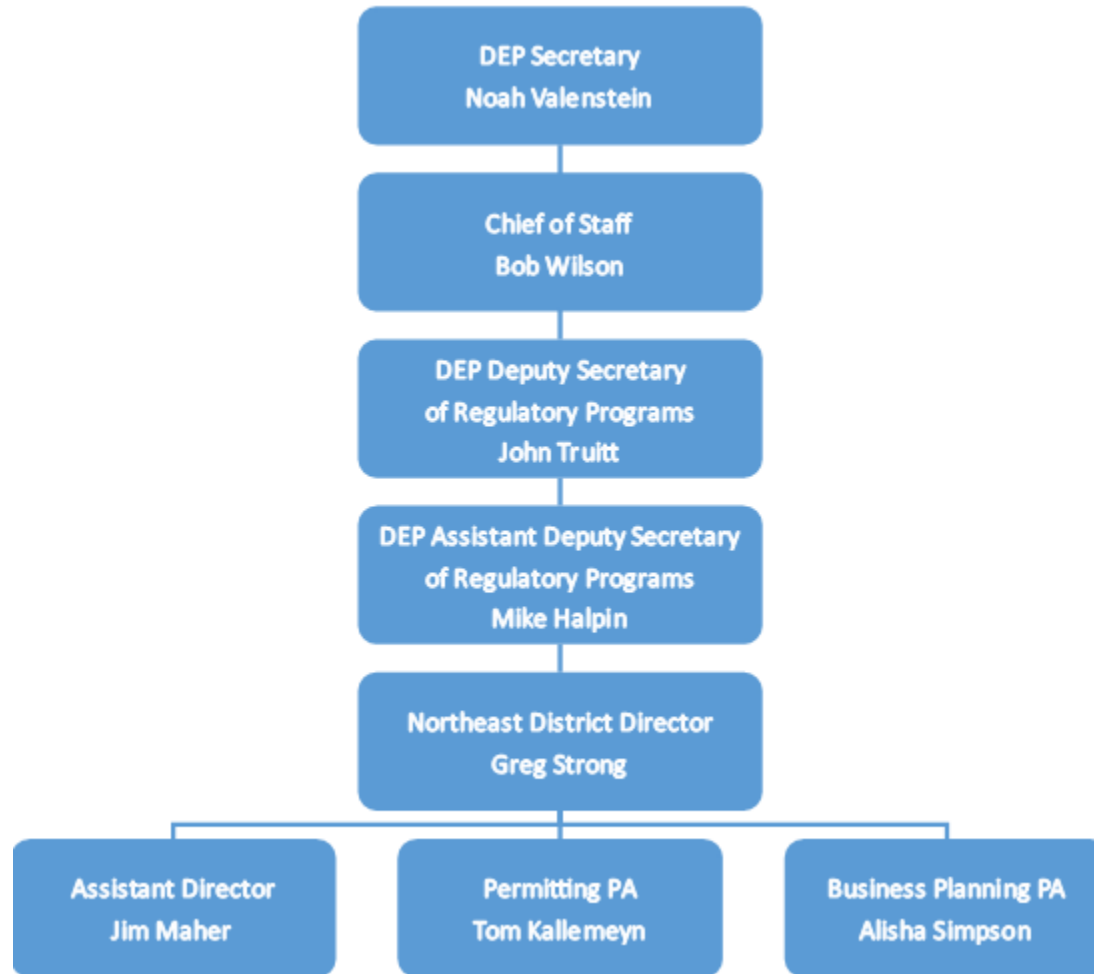 DEP Secretary
Noah Valenstein
Chief of Staff
Bob Wilson
DEP Deputy Secretary
of Regulatory Programs
John Truitt
DEP Assistant Deputy Secretary
of Regulatory Programs
Mike Halpin
Northeast District Director
Greg Strong
Assistant Director
Jim Maher
Permitting PA
Tom Kallemeyn
Business Planning PA
Alisha Simpson